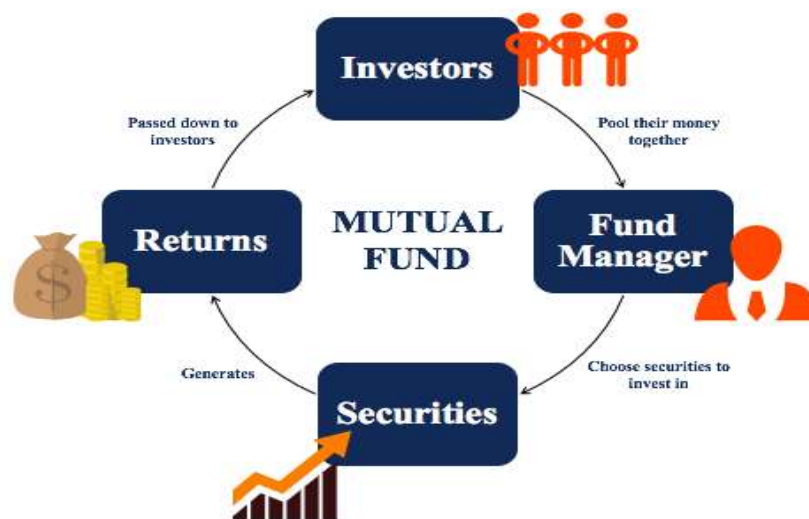 Investors
Passed down to
investors
Pool their money
together
Returns
MUTUAL
FUND
Fund
Manager
$
Generates
Choose securities to
invest in
Securities